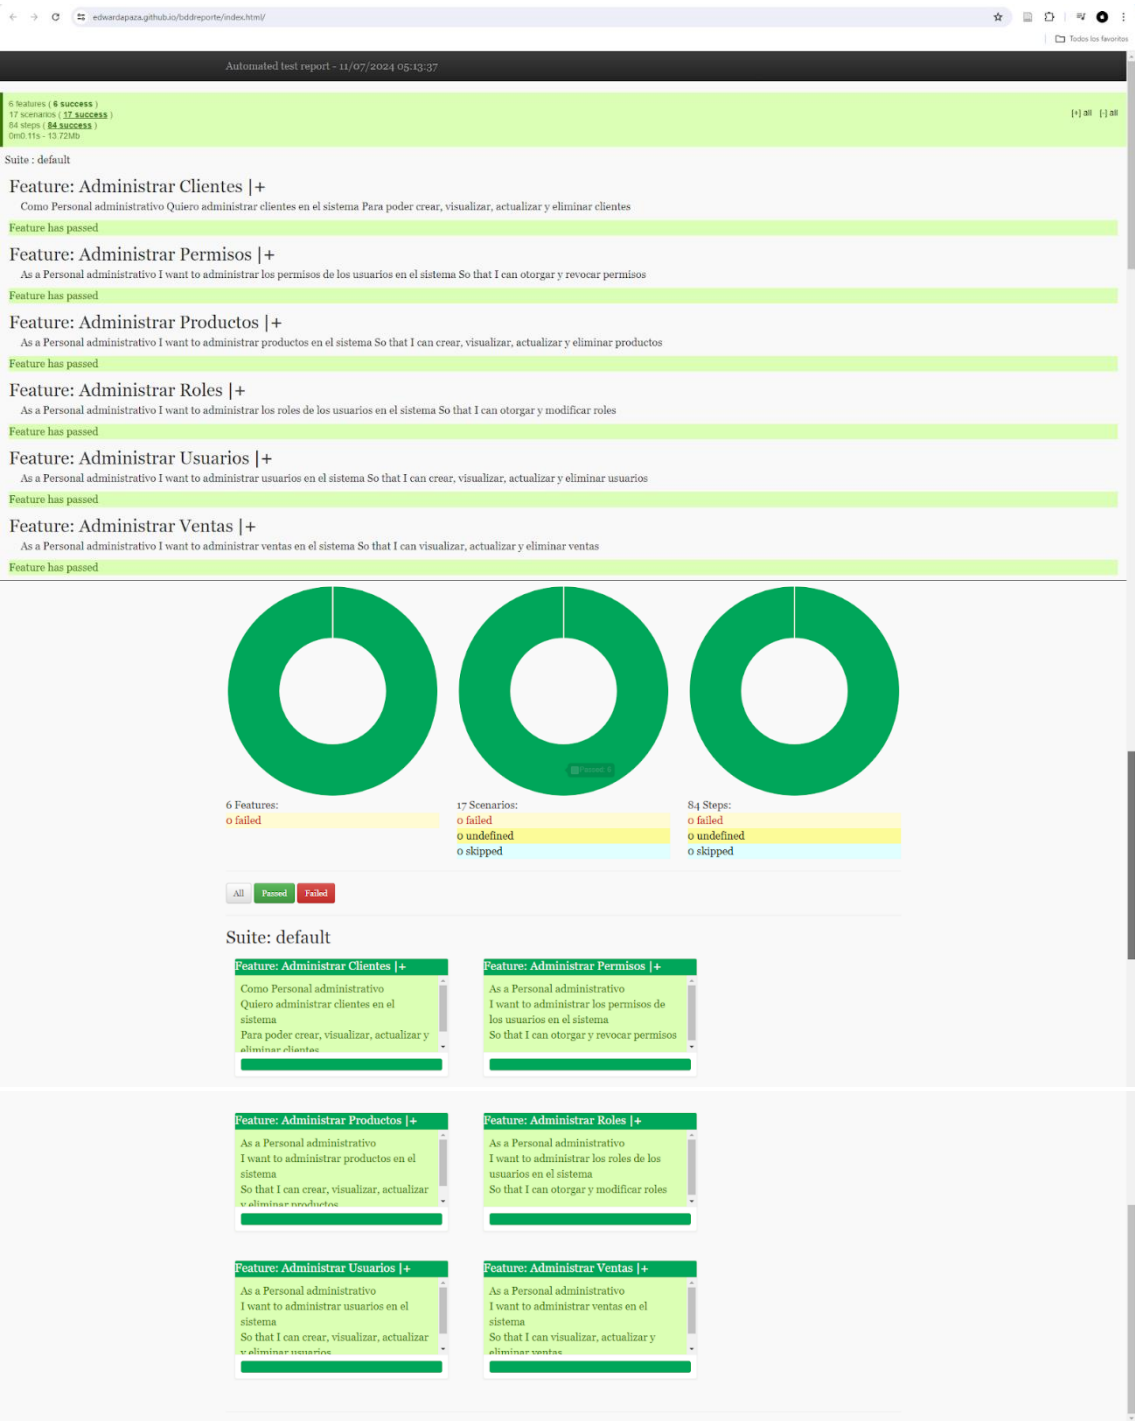 edwardapaza.github.io/bddreporte/index.html/
Todos los favoritos
Automated test report - 11/07/2024 05:13:37
6 features ( 6 success )
17 scenarios ( 17 success )
84 steps ( 84 success )
0m0.11s - 13.72Mb
[+] all [-] all
Suite : default
Feature: Administrar Clientes |+
Como Personal administrativo Quiero administrar clientes en el sistema Para poder crear, visualizar, actualizar y eliminar clientes
Feature has passed
Feature: Administrar Permisos |+
As a Personal administrativo I want to administrar los permisos de los usuarios en el sistema So that I can otorgar y revocar permisos
Feature has passed
Feature: Administrar Productos |+
As a Personal administrativo I want to administrar productos en el sistema So that I can crear, visualizar, actualizar y eliminar productos
Feature has passed
Feature: Administrar Roles |+
As a Personal administrativo I want to administrar los roles de los usuarios en el sistema So that I can otorgar y modificar roles
Feature has passed
Feature: Administrar Usuarios |+
As a Personal administrativo I want to administrar usuarios en el sistema So that I can crear, visualizar, actualizar y eliminar usuarios
Feature has passed
Feature: Administrar Ventas |+
As a Personal administrativo I want to administrar ventas en el sistema So that I can visualizar, actualizar y eliminar ventas
Feature has passed
Passed:
6 Features:
0 failed
17 Scenarios:
0 failed
0 undefined
0 skipped
84 Steps:
0 failed
0 undefined
0 skipped
All Passed Failed
Suite: default
Feature: Administrar Clientes |+
Como Personal administrativo
Quiero administrar clientes en el
sistema
Para poder crear, visualizar, actualizar y
eliminar clientes
Feature: Administrar Permisos |+
As a Personal administrativo
I want to administrar los permisos de
los usuarios en el sistema
So that I can otorgar y revocar permisos
Feature: Administrar Productos |+
As a Personal administrativo
I want to administrar productos en el
sistema
So that I can crear, visualizar, actualizar
y eliminar productos
Feature: Administrar Roles |+
As a Personal administrativo
I want to administrar los roles de los
usuarios en el sistema
So that I can otorgar y modificar roles
Feature: Administrar Usuarios |+
As a Personal administrativo
I want to administrar usuarios en el
sistema
So that I can crear, visualizar, actualizar
y eliminar usuarios
Feature: Administrar Ventas |+
As a Personal administrativo
I want to administrar ventas en el
sistema
So that I can visualizar, actualizar y
eliminar ventas